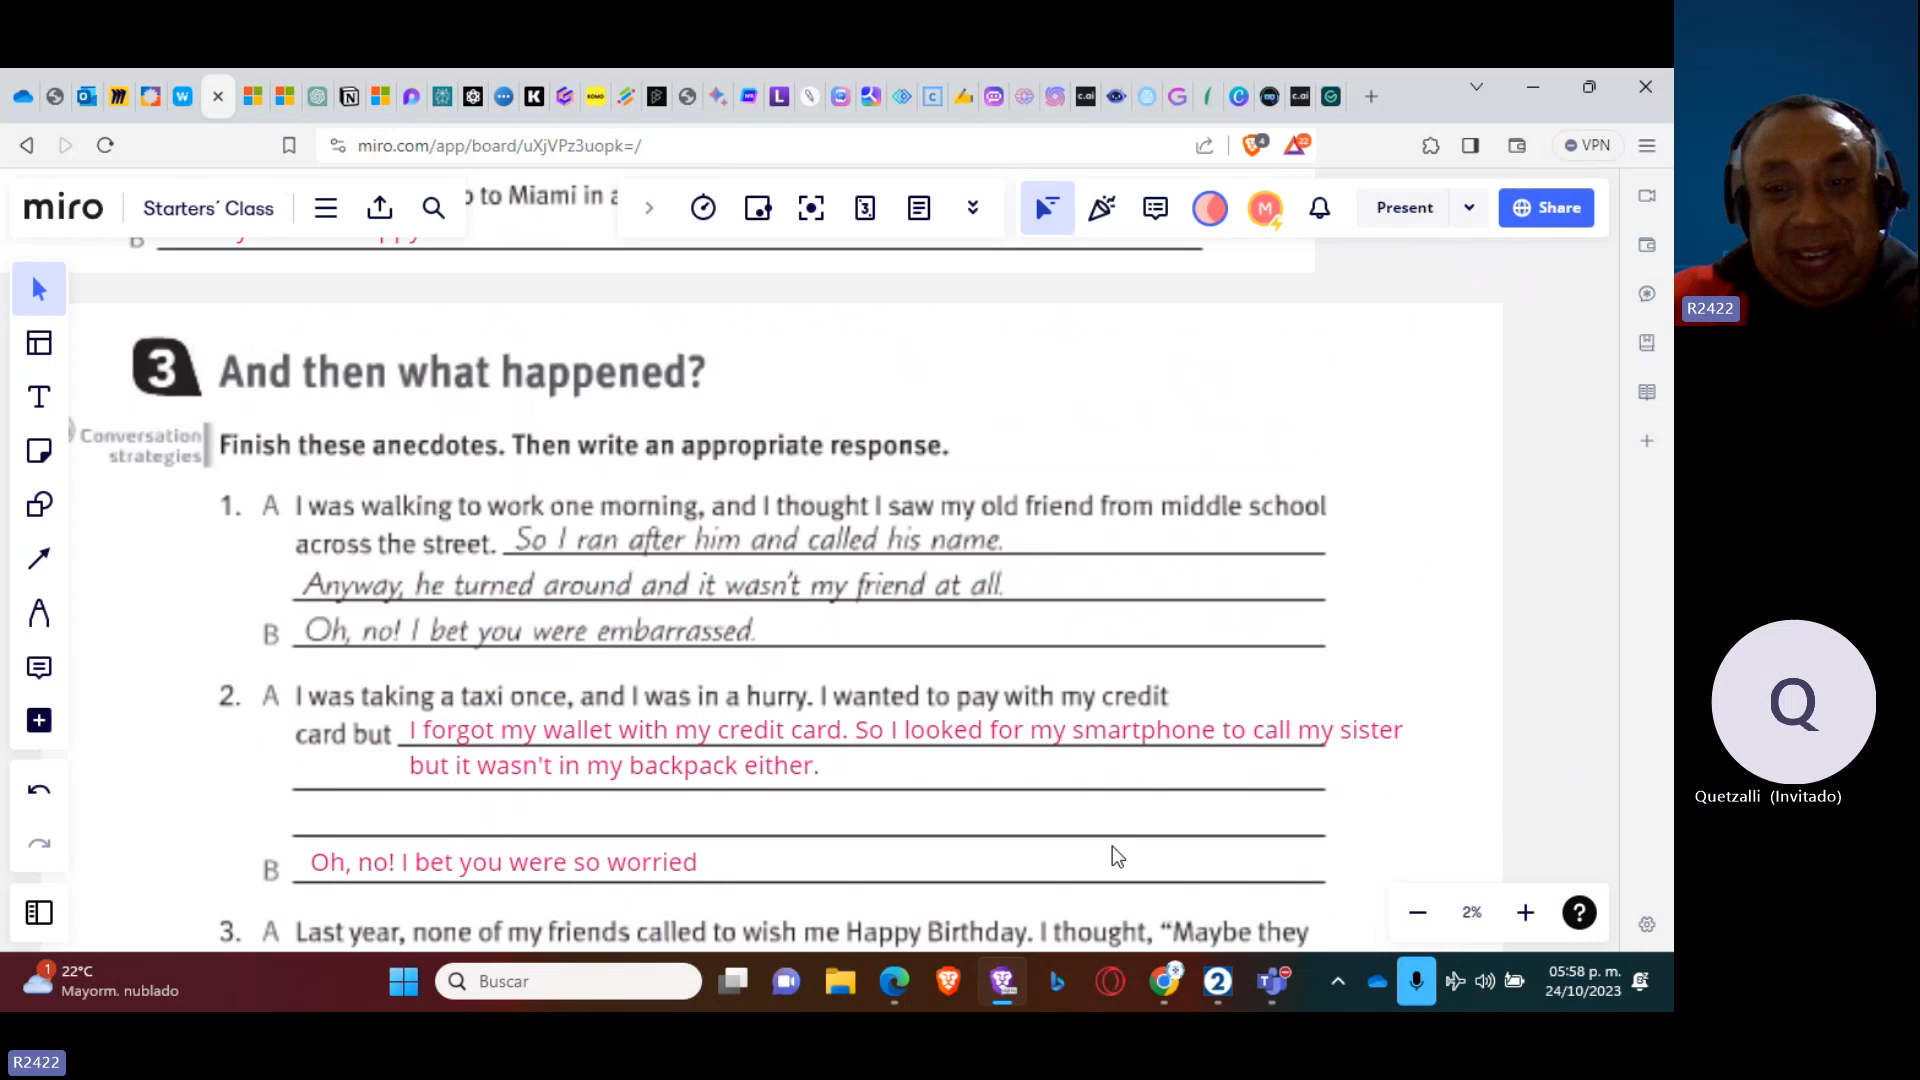 miro.com/app/board/uXjVPz3uopk=/
VPN
miro
Starters´ Class
to Miami in a
Present
Share
B
3 And then what happened?
Conversation strategies
Finish these anecdotes. Then write an appropriate response.
1. A I was walking to work one morning, and I thought I saw my old friend from middle school
across the street. So I ran after him and called his name.
Anyway, he turned around and it wasn't my friend at all.
B Oh, no! I bet you were embarrassed.
2. A I was taking a taxi once, and I was in a hurry. I wanted to pay with my credit
card but I forgot my wallet with my credit card. So I looked for my smartphone to call my sister
but it wasn't in my backpack either.
B Oh, no! I bet you were so worried
3. A Last year, none of my friends called to wish me Happy Birthday. I thought, "Maybe they
2%
R2422
Q
Quetzalli (Invitado)
22°C
Mayorm. nublado
Buscar
05:58 p. m.
24/10/2023
R2422